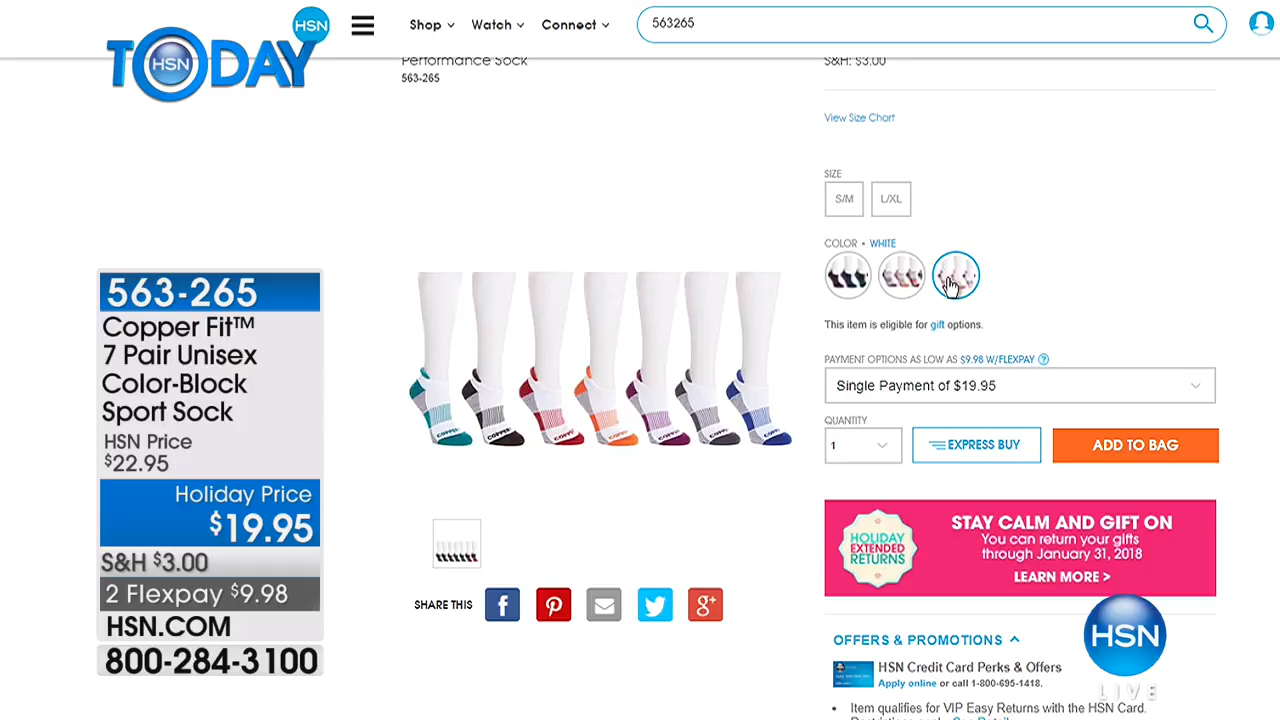 HSN
TODAY
HSN
Shop
Watch
Connect
563265
Performance Sock
563-265
S&H: $3.00
View Size Chart
SIZE
S/M
L/XL
COLOR • WHITE
This item is eligible for gift options.
PAYMENT OPTIONS AS LOW AS $9.98 W/FLEXPAY ?
Single Payment of $19.95
QUANTITY
1
EXPRESS BUY
ADD TO BAG
563-265
Copper Fit™
7 Pair Unisex
Color-Block
Sport Sock
HSN Price
$22.95
Holiday Price
$19.95
S&H $3.00
2 Flexpay $9.98
HSN.COM
800-284-3100
SHARE THIS
HOLIDAY
EXTENDED
RETURNS
STAY CALM AND GIFT ON
You can return your gifts
through January 31, 2018
LEARN MORE >
OFFERS & PROMOTIONS
HSN Credit Card Perks & Offers
Apply online or call 1-800-695-1418.
• Item qualifies for VIP Easy Returns with the HSN Card.
HSN
LIVE